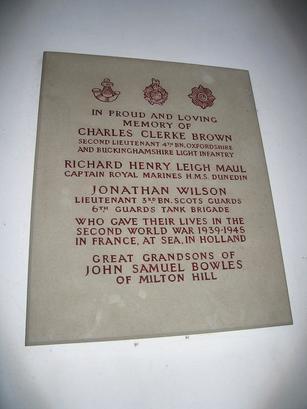 IN PROUD AND LOVING
MEMORY OF
CHARLES CLERKE BROWN
SECOND LIEUTENANT 4TH BN. OXFORDSHIRE
AND BUCKINGHAMSHIRE LIGHT INFANTRY
RICHARD HENRY LEIGH MAUL
CAPTAIN ROYAL MARINES H.M.S. DUNEDIN
JONATHAN WILSON
LIEUTENANT 3RD BN. SCOTS GUARDS
6TH GUARDS TANK BRIGADE
WHO GAVE THEIR LIVES IN THE
SECOND WORLD WAR 1939-1945
IN FRANCE, AT SEA, IN HOLLAND
GREAT GRANDSONS OF
JOHN SAMUEL BOWLES
OF MILTON HILL